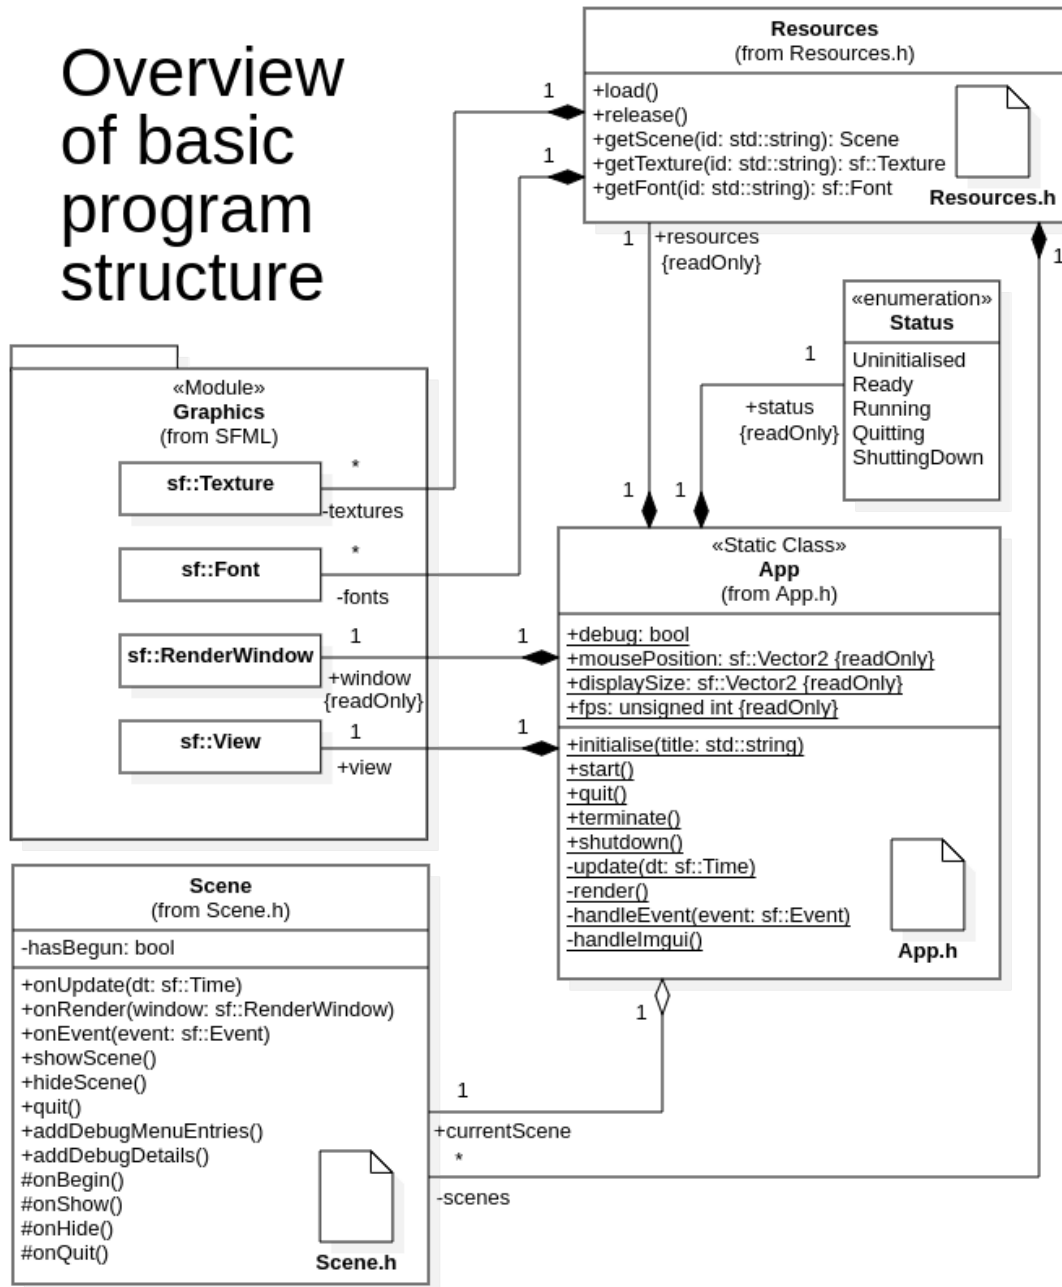 Overview
of basic
program
structure
Resources
(from Resources.h)
+load()
+release()
+getScene(id: std::string): Scene
+getTexture(id: std::string): sf::Texture
+getFont(id: std::string): sf::Font
Resources.h
1
1
1
+resources
{readOnly}
1
«enumeration»
Status
Uninitialised
Ready
Running
Quitting
ShuttingDown
1
+status
{readOnly}
1
1
«Module»
Graphics
(from SFML)
sf::Texture
*
-textures
sf::Font
*
-fonts
sf::RenderWindow
1
+window
{readOnly}
1
sf::View
1
+view
1
«Static Class»
App
(from App.h)
+debug: bool
+mousePosition: sf::Vector2 {readOnly}
+displaySize: sf::Vector2 {readOnly}
+fps: unsigned int {readOnly}
+initialise(title: std::string)
+start()
+quit()
+terminate()
+shutdown()
-update(dt: sf::Time)
-render()
-handleEvent(event: sf::Event)
-handleImgui()
App.h
1
Scene
(from Scene.h)
-hasBegun: bool
+onUpdate(dt: sf::Time)
+onRender(window: sf::RenderWindow)
+onEvent(event: sf::Event)
+showScene()
+hideScene()
+quit()
+addDebugMenuEntries()
+addDebugDetails()
#onBegin()
#onShow()
#onHide()
#onQuit()
Scene.h
1
+currentScene
*
-scenes